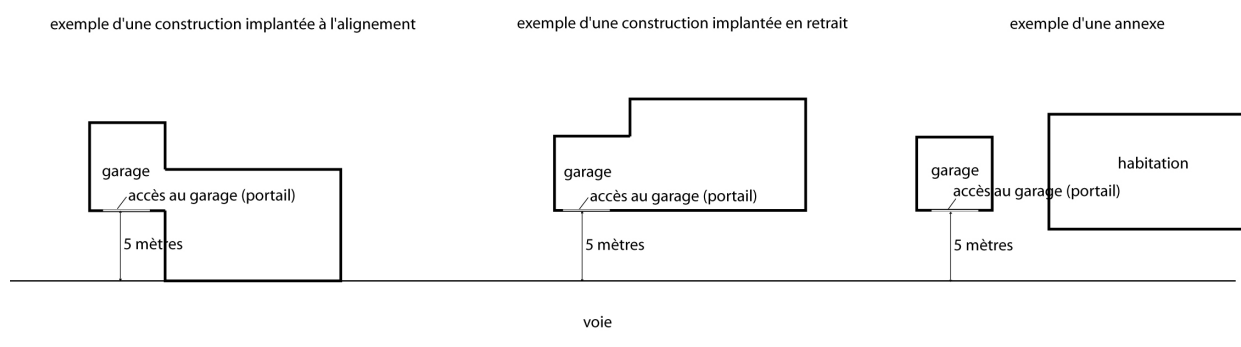 exemple d'une construction implantée à l'alignement
exemple d'une construction implantée en retrait
exemple d'une annexe
garage
accès au garage (portail)
5 mètres
garage
accès au garage (portail)
5 mètres
garage
accès au garage (portail)
5 mètres
habitation
voie